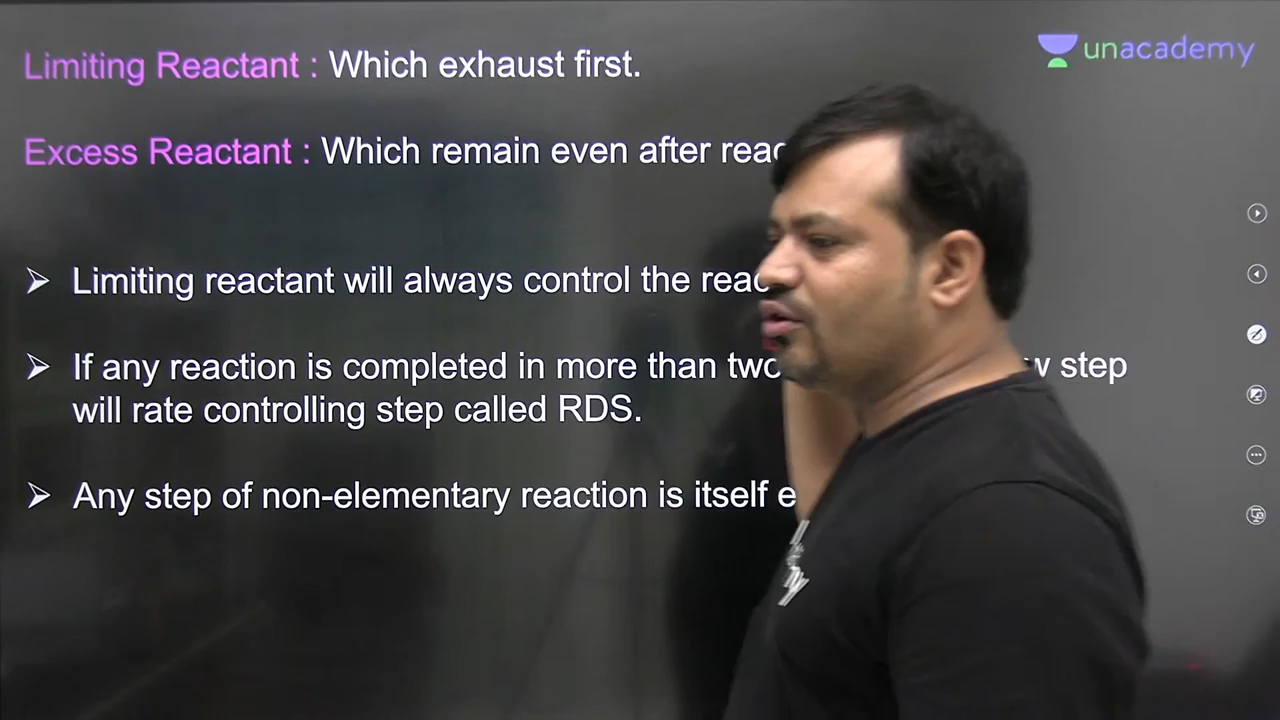 unacademy
Limiting Reactant : Which exhaust first.
Excess Reactant : Which remain even after
➢ Limiting reactant will always control the
➢ If any reaction is completed in more than two step
will rate controlling step called RDS.
➢ Any step of non-elementary reaction is itself